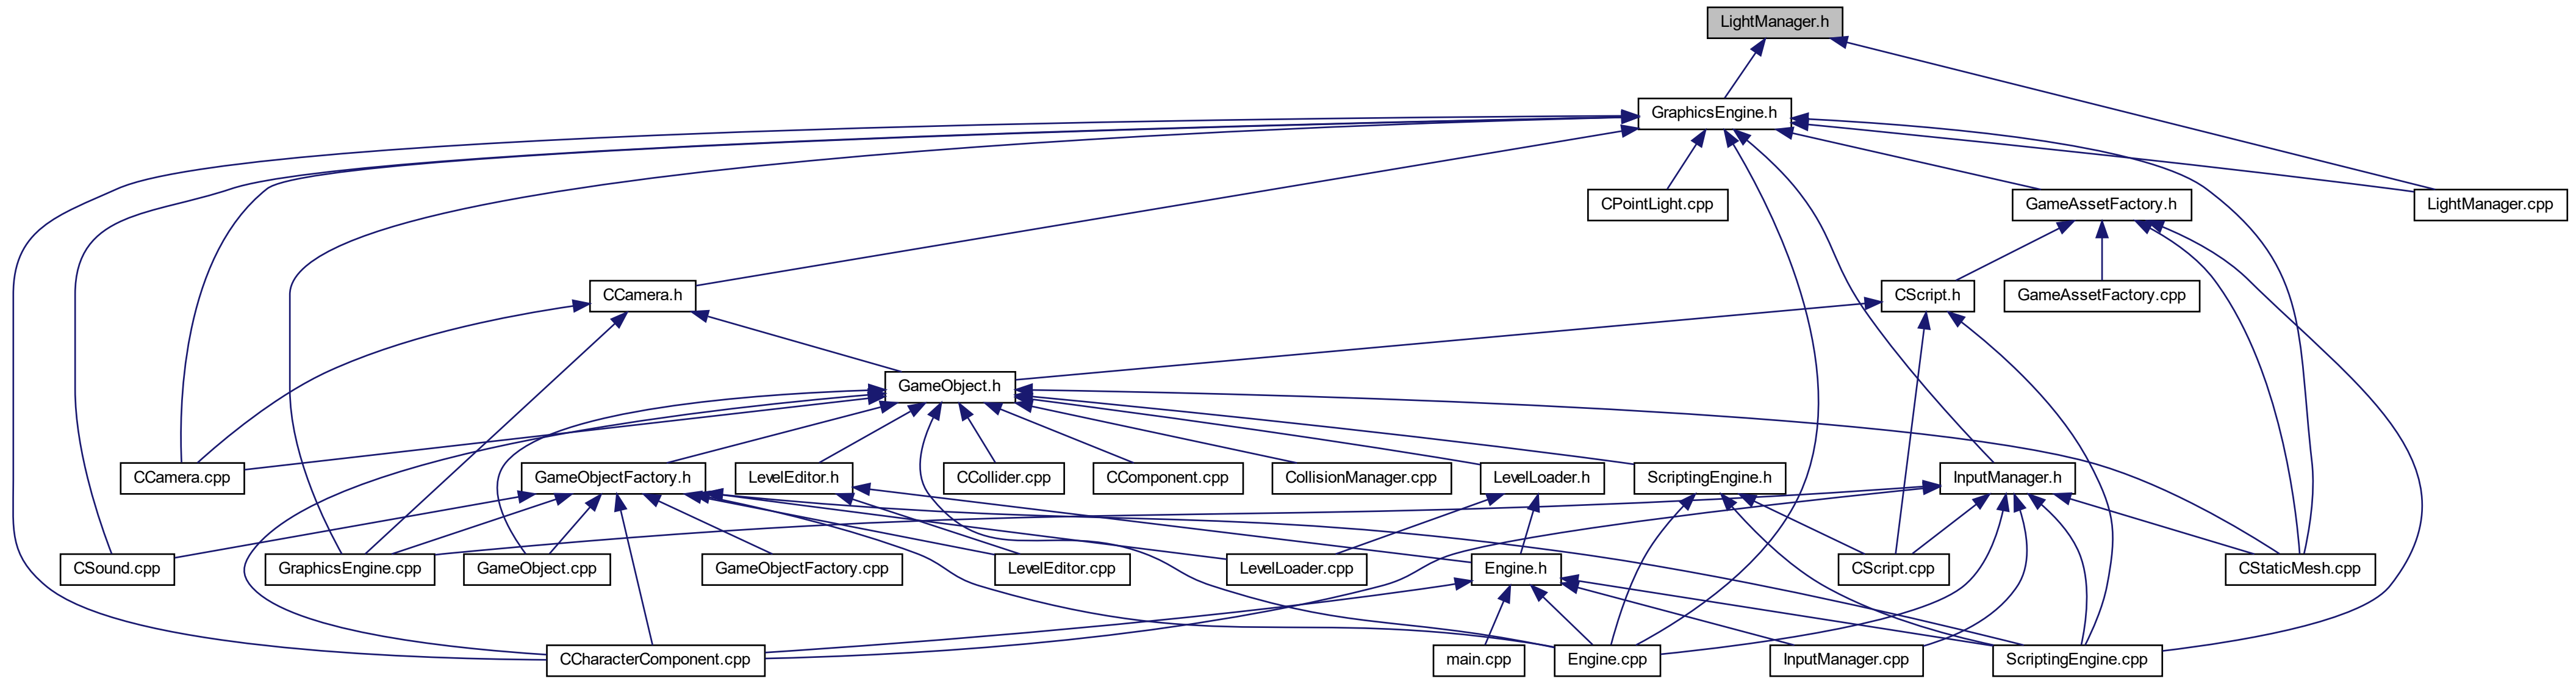 LightManager.h
GraphicsEngine.h
CPointLight.cpp
GameAssetFactory.h
LightManager.cpp
CCamera.h
CScript.h
GameAssetFactory.cpp
GameObject.h
CCamera.cpp
GameObjectFactory.h
LevelEditor.h
CCollider.cpp
CComponent.cpp
CollisionManager.cpp
LevelLoader.h
ScriptingEngine.h
InputManager.h
CSound.cpp
GraphicsEngine.cpp
GameObject.cpp
GameObjectFactory.cpp
LevelEditor.cpp
LevelLoader.cpp
Engine.h
CScript.cpp
CStaticMesh.cpp
CCharacterComponent.cpp
main.cpp
Engine.cpp
InputManager.cpp
ScriptingEngine.cpp